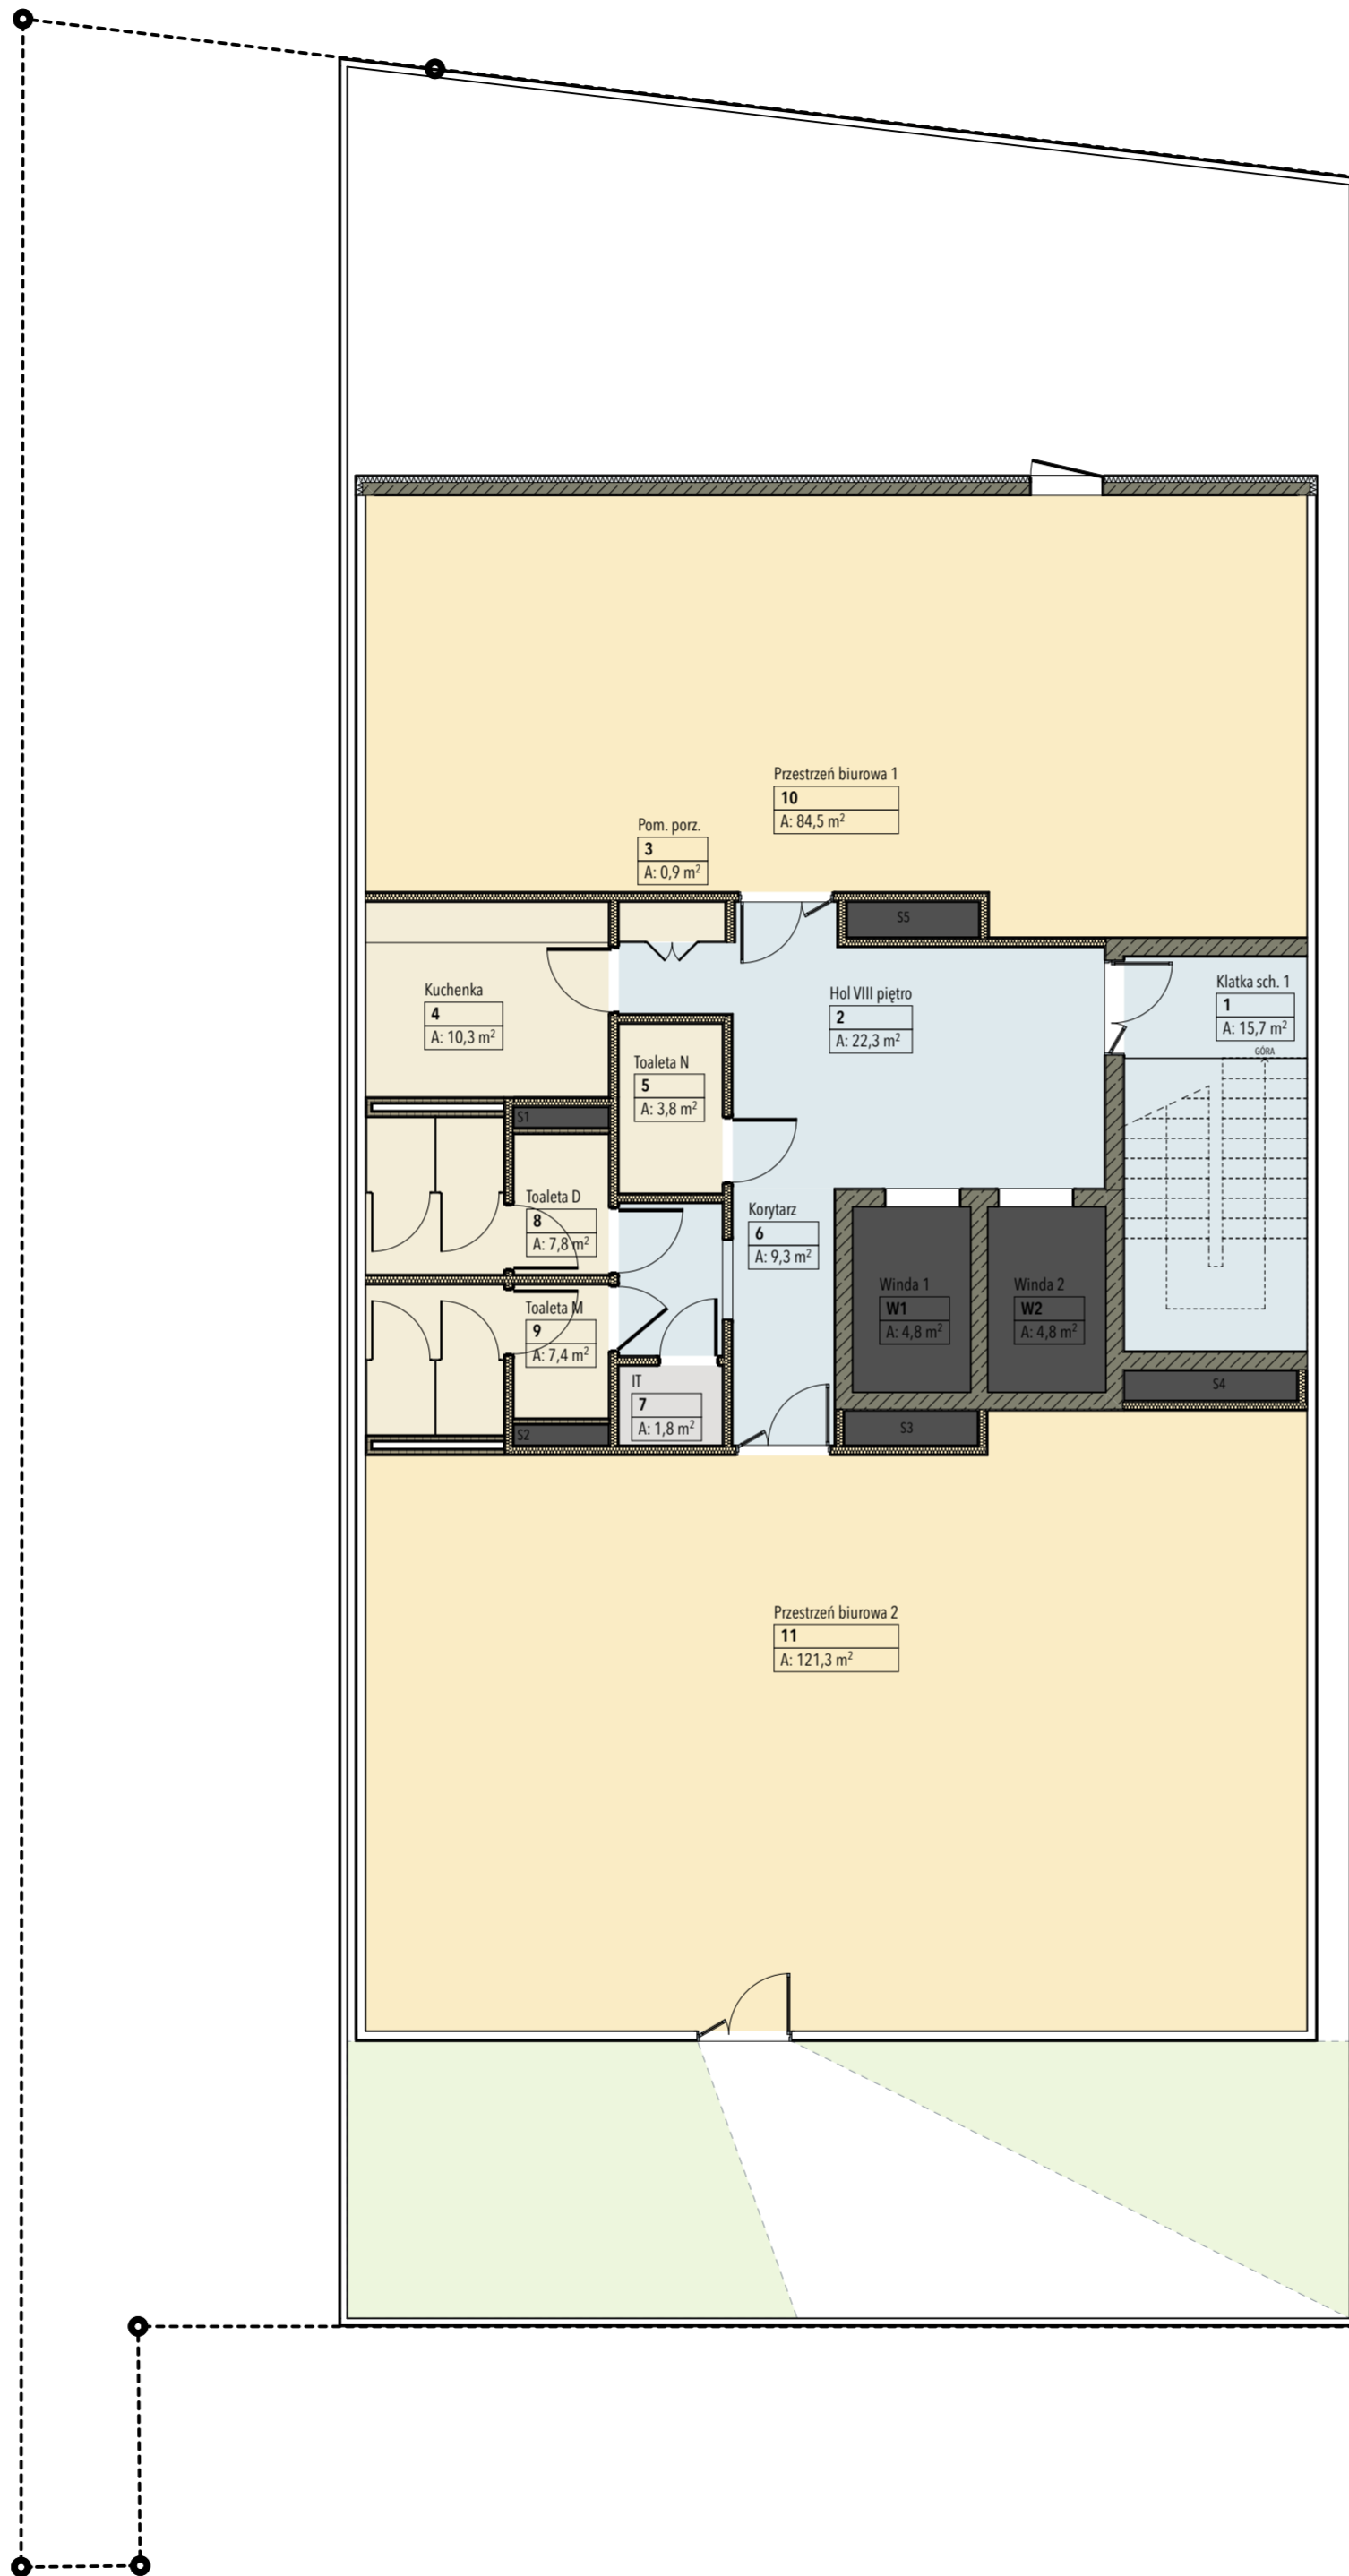 Przestrzeń biurowa 1
10
A: 84,5 m²
Pom. porz.
3
A: 0,9 m²
S5
Kuchenka
4
A: 10,3 m²
Hol VIII piętro
2
A: 22,3 m²
Klatka sch. 1
1
A: 15,7 m²
GÓRA
Toaleta N
5
A: 3,8 m²
S1
Toaleta D
8
A: 7,8 m²
Korytarz
6
A: 9,3 m²
Winda 1
W1
A: 4,8 m²
Winda 2
W2
A: 4,8 m²
Toaleta M
9
A: 7,4 m²
IT
7
A: 1,8 m²
S4
S2
S3
Przestrzeń biurowa 2
11
A: 121,3 m²